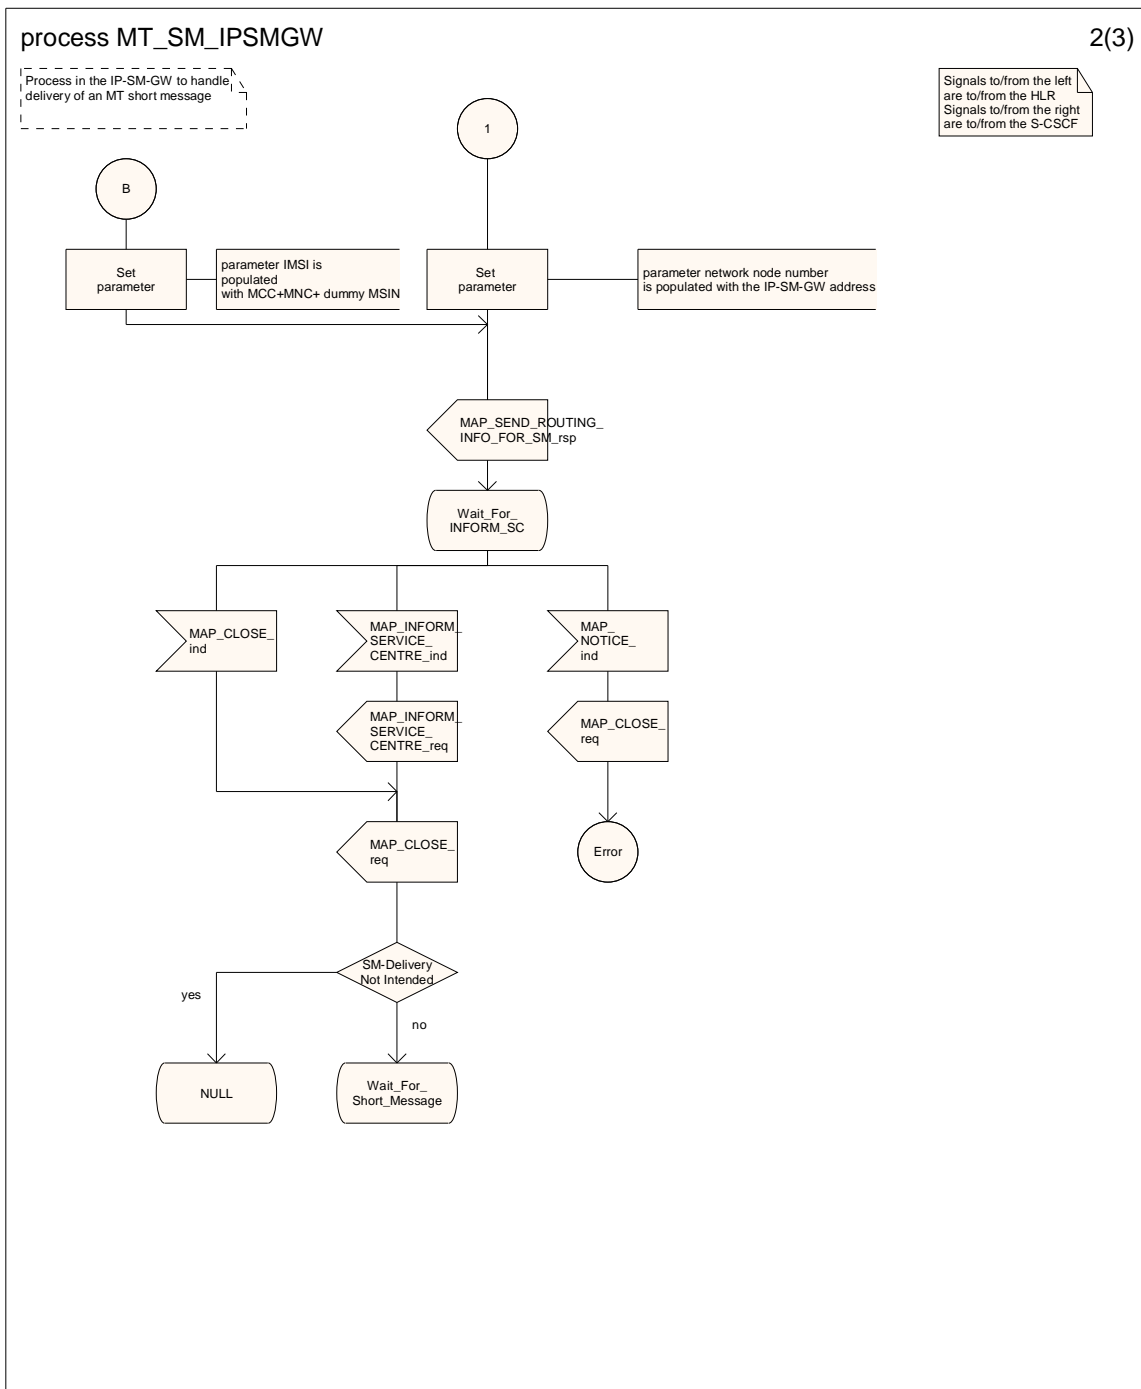 process MT_SM_IPSMGW
2(3)
Process in the IP-SM-GW to handle
delivery of an MT short message
Signals to/from the left
are to/from the HLR
Signals to/from the right
are to/from the S-CSCF
1
B
Set
parameter
parameter IMSI is
populated
with MCC+MNC+ dummy MSIN
Set
parameter
parameter network node number
is populated with the IP-SM-GW address
MAP_SEND_ROUTING_
INFO_FOR_SM_rsp
Wait_For_
INFORM_SC
MAP_CLOSE_
ind
MAP_INFORM_
SERVICE_
CENTRE_ind
MAP_
NOTICE_
ind
MAP_INFORM_
SERVICE_
CENTRE_req
MAP_CLOSE_
req
MAP_CLOSE_
req
Error
SM-Delivery
Not Intended
yes
no
NULL
Wait_For_
Short_Message